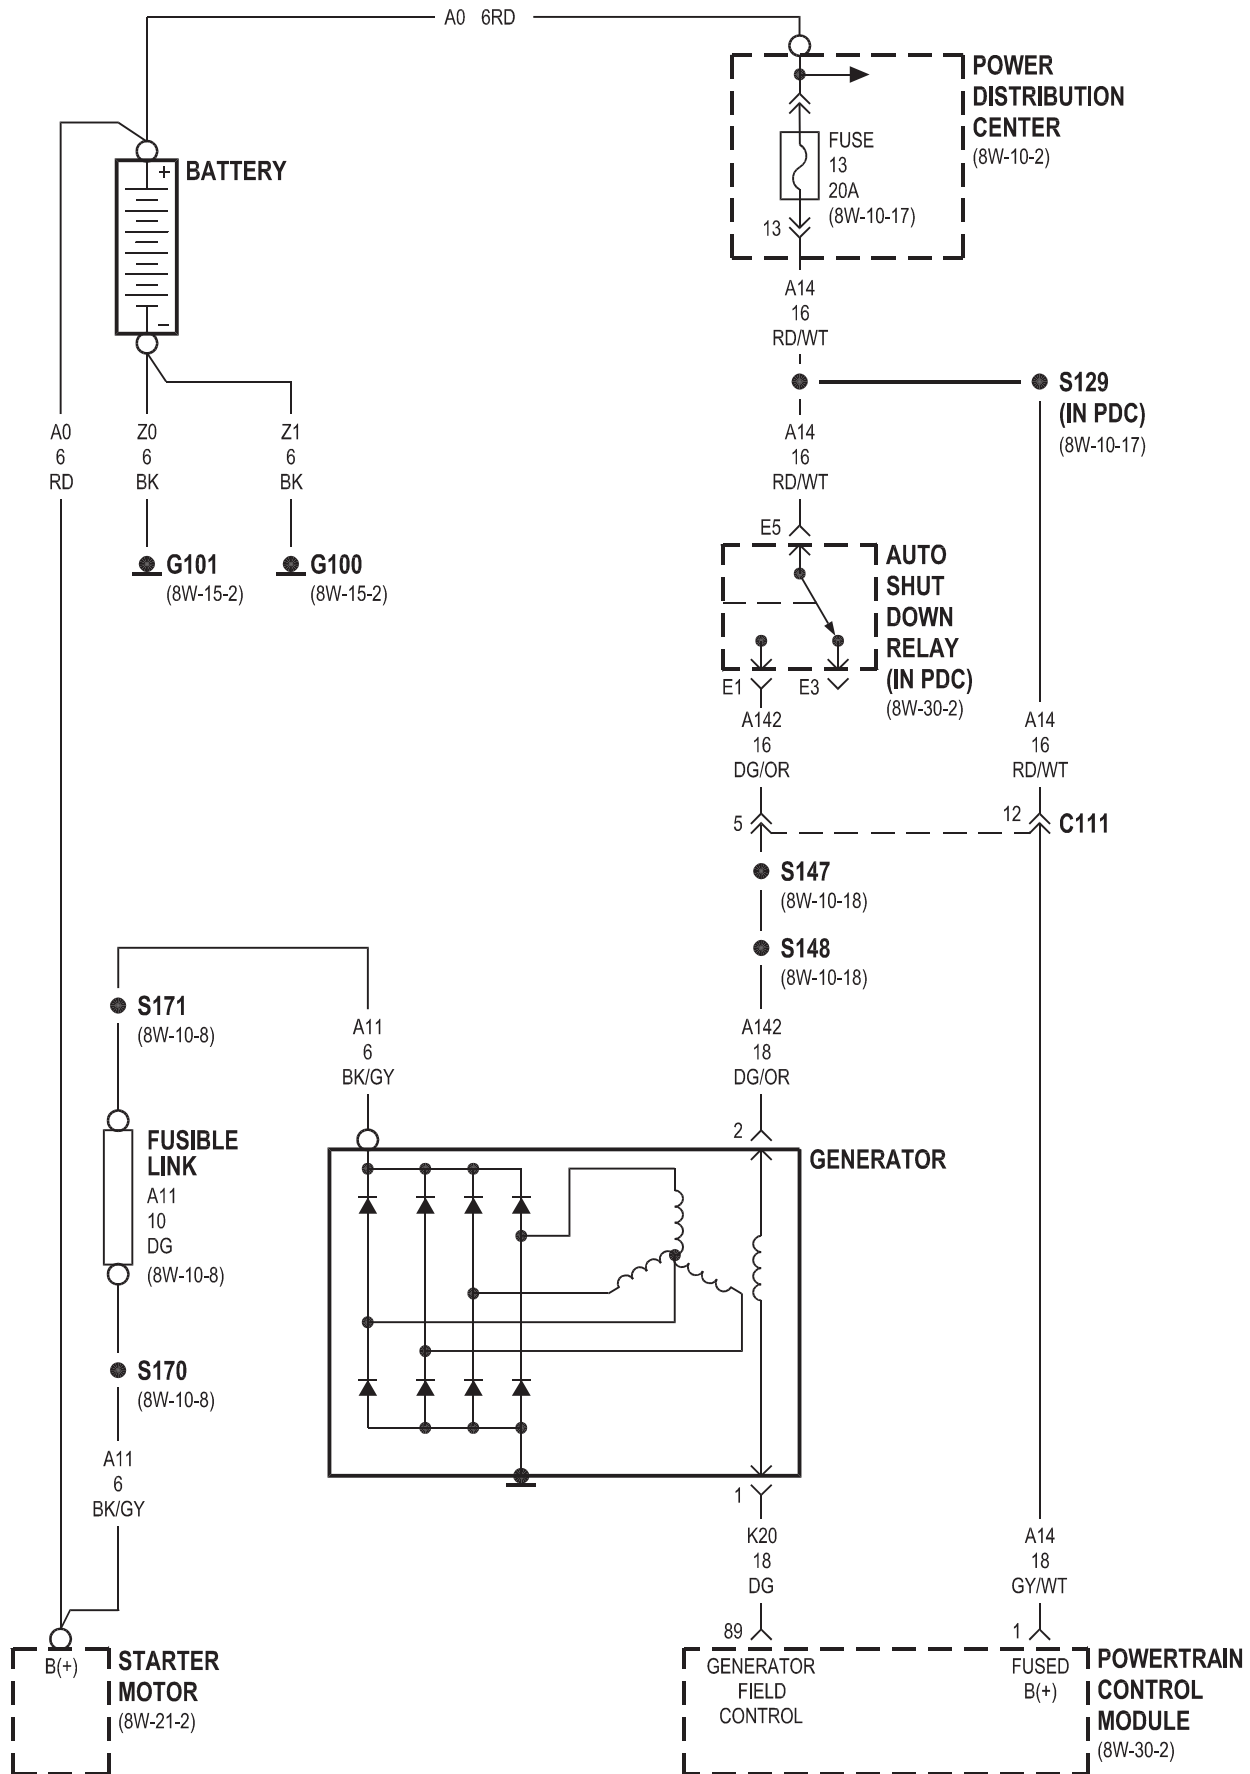 A0 6RD
POWER
DISTRIBUTION
CENTER
(8W-10-2)
FUSE
13
20A
(8W-10-17)
13
+
BATTERY
−
A14
16
RD/WT
S129
(IN PDC)
(8W-10-17)
A0
6
RD
Z0
6
BK
Z1
6
BK
A14
16
RD/WT
G101
(8W-15-2)
G100
(8W-15-2)
E5
AUTO
SHUT
DOWN
RELAY
(IN PDC)
(8W-30-2)
E1
E3
A142
16
DG/OR
A14
16
RD/WT
5
12
C111
S147
(8W-10-18)
S148
(8W-10-18)
S171
(8W-10-8)
A11
6
BK/GY
A142
18
DG/OR
2
GENERATOR
FUSIBLE
LINK
A11
10
DG
(8W-10-8)
S170
(8W-10-8)
A11
6
BK/GY
1
K20
18
DG
A14
18
GY/WT
89
1
B(+)
STARTER
MOTOR
(8W-21-2)
GENERATOR
FIELD
CONTROL
FUSED
B(+)
POWERTRAIN
CONTROL
MODULE
(8W-30-2)